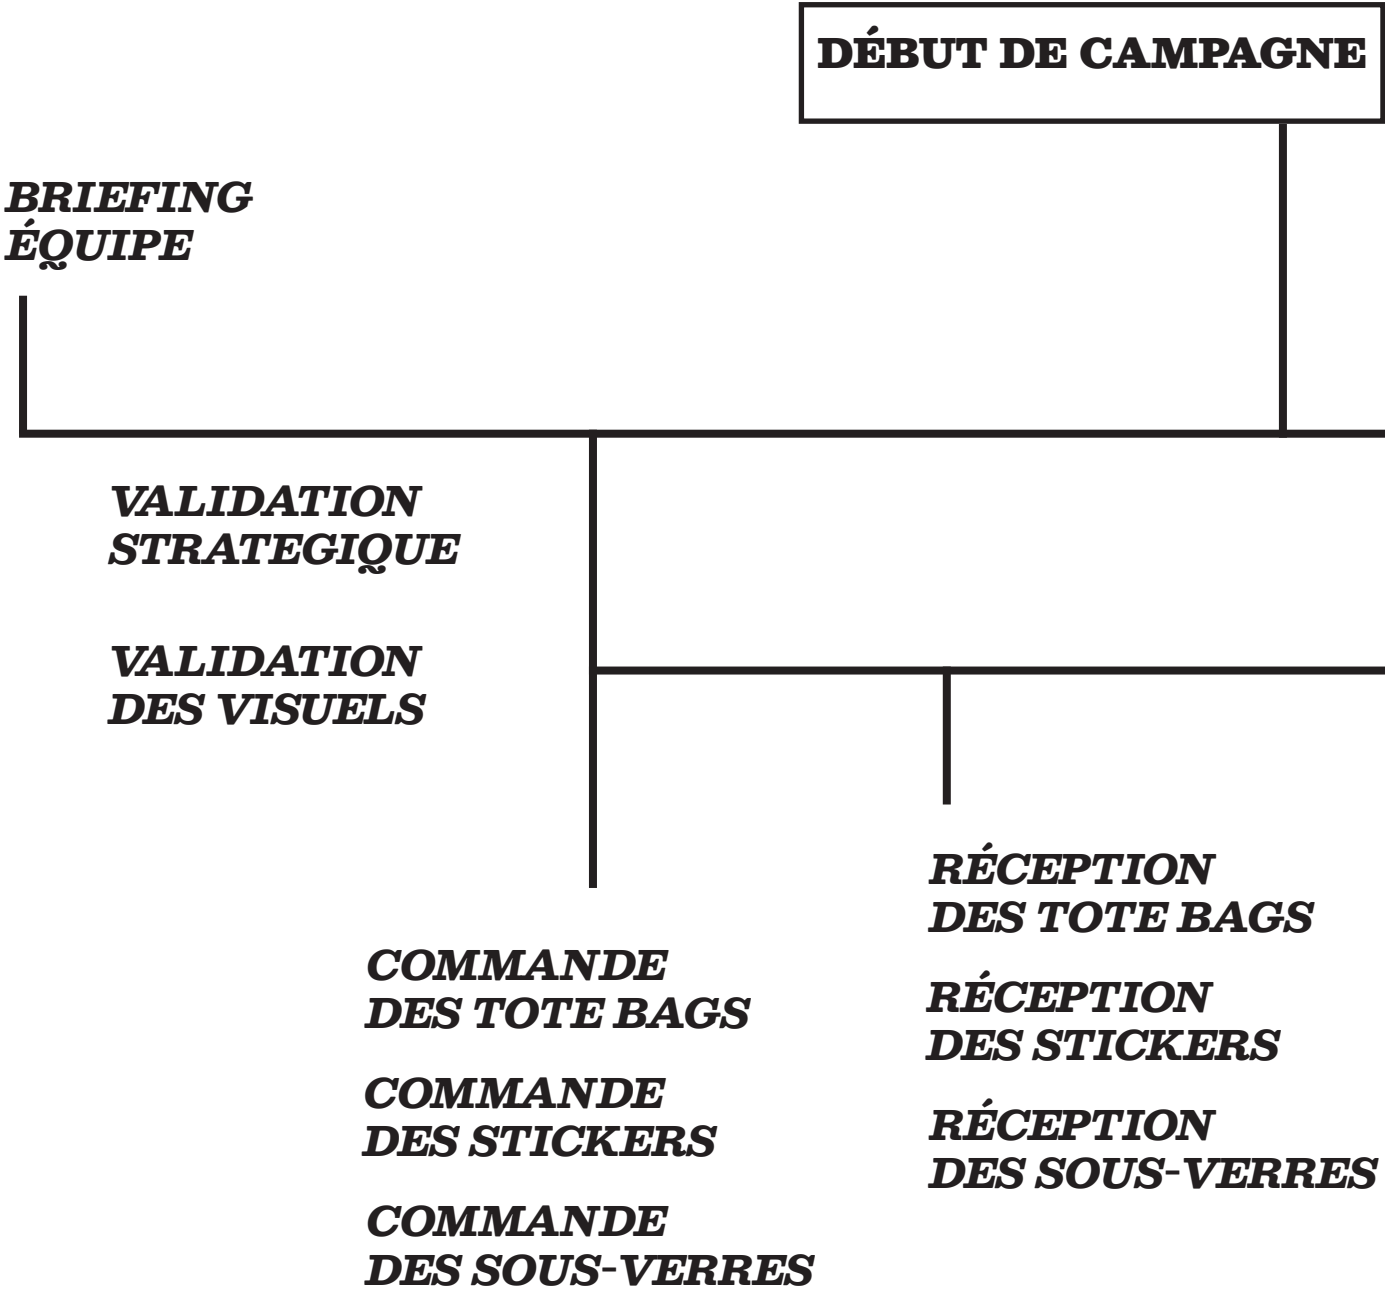 DÉBUT DE CAMPAGNE
BRIEFING
ÉQUIPE
VALIDATION
STRATEGIQUE
VALIDATION
DES VISUELS
COMMANDE
DES TOTE BAGS
COMMANDE
DES STICKERS
COMMANDE
DES SOUS-VERRES
RÉCEPTION
DES TOTE BAGS
RÉCEPTION
DES STICKERS
RÉCEPTION
DES SOUS-VERRES